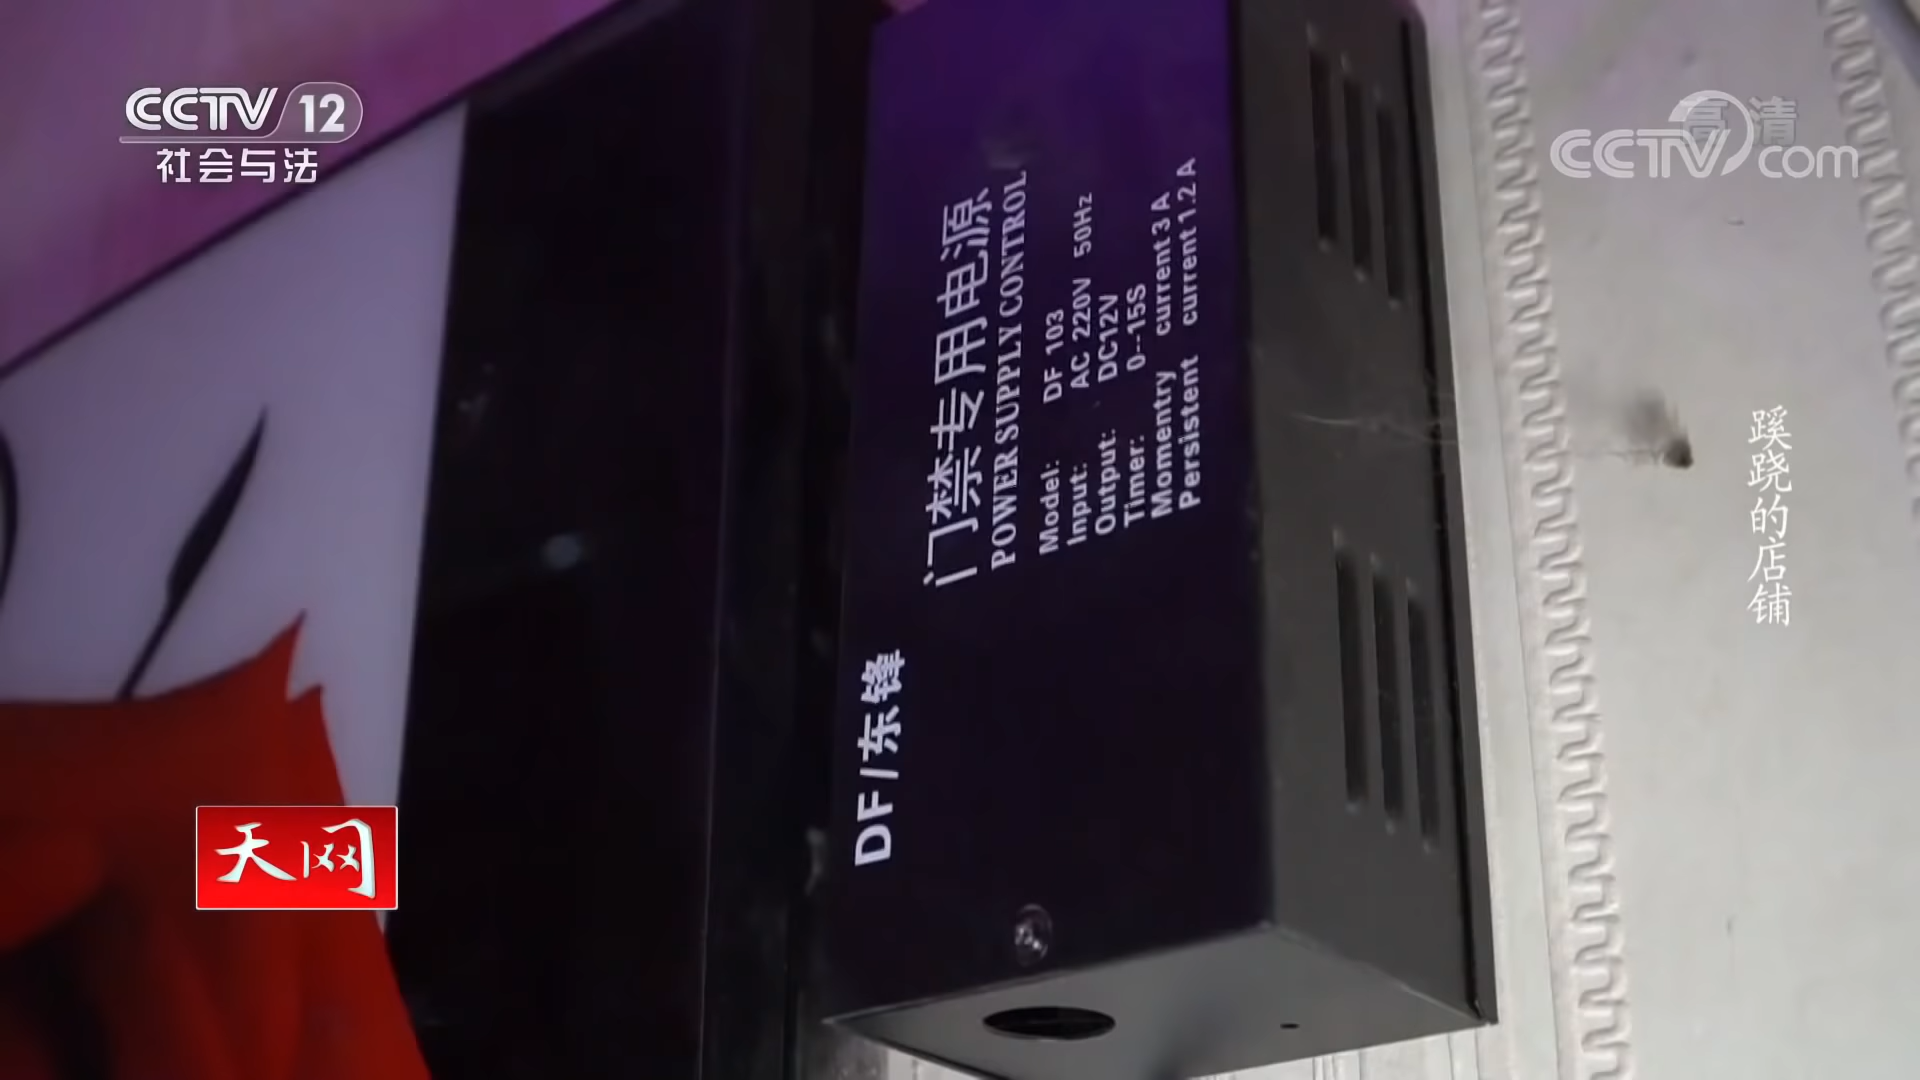 CCTV 12
社会与法
高清
CCTV com
门禁专用电源
POWER SUPPLY CONTROL
Model: DF 103
Input: AC 220V 50Hz
Output: DC12V
Timer: 0--15S
Momentry current 3 A
Persistent current 1.2 A
DF/东锋
蹊跷的店铺
天网